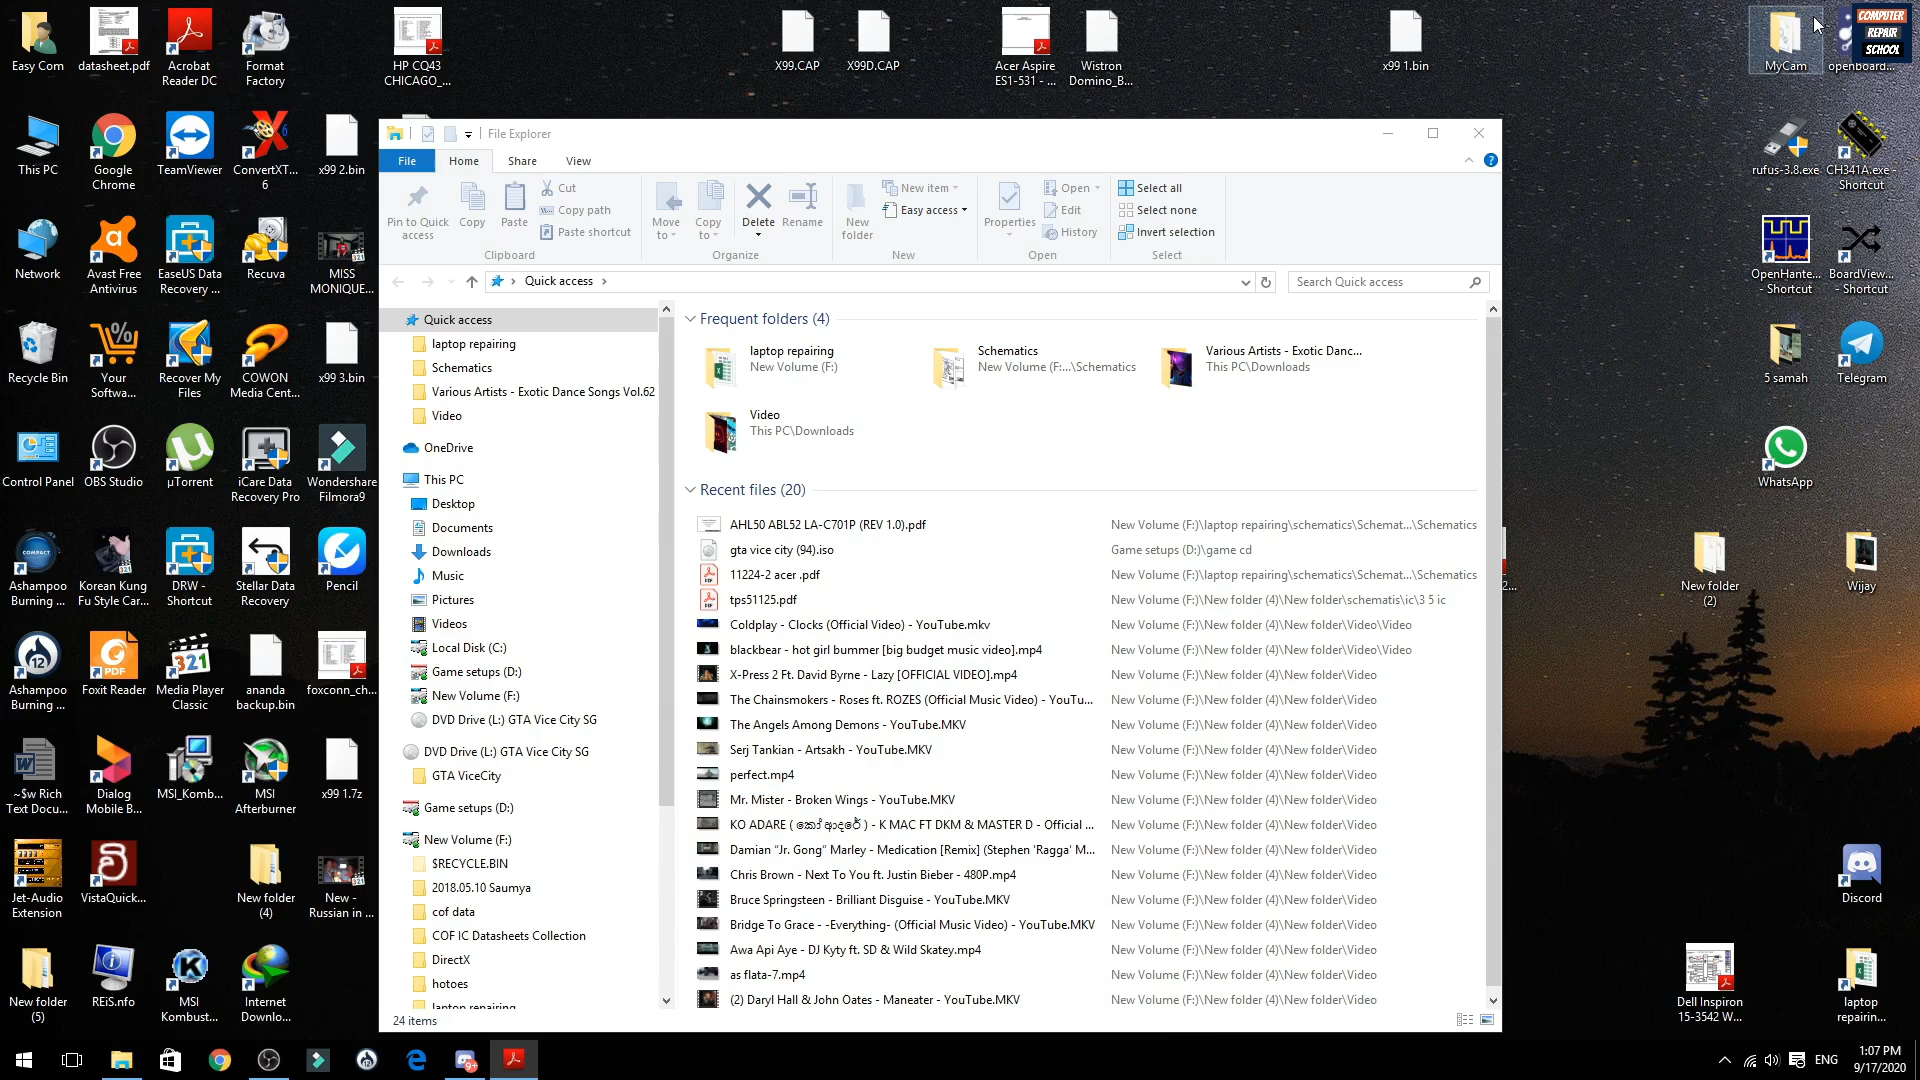 Easy Com
datasheet.pdf
Acrobat
Reader DC
Format
Factory
HP CQ43
CHICAGO_...
X99.CAP
X99D.CAP
Acer Aspire
ES1-531 - ...
Wistron
Domino_B...
x99 1.bin
MyCam
openboard...
COMPUTER
REPAIR
SCHOOL
This PC
Google
Chrome
TeamViewer
ConvertXT...
6
x99 2.bin
rufus-3.8.exe
CH341A.exe -
Shortcut
Network
Avast Free
Antivirus
EaseUS Data
Recovery ...
Recuva
MISS
MONIQUE...
OpenHante...
- Shortcut
BoardView...
- Shortcut
Recycle Bin
Your
Softwa...
Recover My
Files
COWON
Media Cent...
x99 3.bin
5 samah
Telegram
Control Panel
OBS Studio
µTorrent
iCare Data
Recovery Pro
Wondershare
Filmora9
WhatsApp
Ashampoo
Burning ...
Korean Kung
Fu Style Car...
DRW -
Shortcut
Stellar Data
Recovery
Pencil
New folder
(2)
Wijay
Ashampoo
Burning ...
Foxit Reader
Media Player
Classic
ananda
backup.bin
foxconn_ch...
~$w Rich
Text Docu...
Dialog
Mobile B...
MSI_Komb...
MSI
Afterburner
x99 1.7z
Jet-Audio
Extension
VistaQuick...
New folder
(4)
New -
Russian in ...
Discord
New folder
(5)
REiS.nfo
MSI
Kombust...
Internet
Downlo...
Dell Inspiron
15-3542 W...
laptop
repairin...
File Explorer
File
Home
Share
View
Pin to Quick
access
Copy
Paste
Cut
Copy path
Paste shortcut
Clipboard
Move
to
Copy
to
Delete
Rename
Organize
New
folder
New item
Easy access
New
Properties
Open
Edit
History
Open
Select all
Select none
Invert selection
Select
Quick access
Search Quick access
Quick access
laptop repairing
Schematics
Various Artists - Exotic Dance Songs Vol.62
Video
OneDrive
This PC
Desktop
Documents
Downloads
Music
Pictures
Videos
Local Disk (C:)
Game setups (D:)
New Volume (F:)
DVD Drive (L:) GTA Vice City SG
DVD Drive (L:) GTA Vice City SG
GTA ViceCity
Game setups (D:)
New Volume (F:)
$RECYCLE.BIN
2018.05.10 Saumya
cof data
COF IC Datasheets Collection
DirectX
hotoes
laptop repairing
Frequent folders (4)
laptop repairing
New Volume (F:)
Schematics
New Volume (F:...\Schematics
Various Artists - Exotic Danc...
This PC\Downloads
Video
This PC\Downloads
Recent files (20)
AHL50 ABL52 LA-C701P (REV 1.0).pdf New Volume (F:)\laptop repairing\schematics\Schemat...\Schematics
gta vice city (94).iso Game setups (D:)\game cd
11224-2 acer .pdf New Volume (F:)\laptop repairing\schematics\Schemat...\Schematics
tps51125.pdf New Volume (F:)\New folder (4)\New folder\schematis\ic\3 5 ic
Coldplay - Clocks (Official Video) - YouTube.mkv New Volume (F:)\New folder (4)\New folder\Video\Video
blackbear - hot girl bummer [big budget music video].mp4 New Volume (F:)\New folder (4)\New folder\Video\Video
X-Press 2 Ft. David Byrne - Lazy [OFFICIAL VIDEO].mp4 New Volume (F:)\New folder (4)\New folder\Video
The Chainsmokers - Roses ft. ROZES (Official Music Video) - YouTu... New Volume (F:)\New folder (4)\New folder\Video
The Angels Among Demons - YouTube.MKV New Volume (F:)\New folder (4)\New folder\Video
Serj Tankian - Artsakh - YouTube.MKV New Volume (F:)\New folder (4)\New folder\Video
perfect.mp4 New Volume (F:)\New folder (4)\New folder\Video
Mr. Mister - Broken Wings - YouTube.MKV New Volume (F:)\New folder (4)\New folder\Video
KO ADARE ( කෝ ආදරේ ) - K MAC FT DKM & MASTER D - Official ... New Volume (F:)\New folder (4)\New folder\Video
Damian “Jr. Gong” Marley - Medication [Remix] (Stephen 'Ragga' M... New Volume (F:)\New folder (4)\New folder\Video
Chris Brown - Next To You ft. Justin Bieber - 480P.mp4 New Volume (F:)\New folder (4)\New folder\Video
Bruce Springsteen - Brilliant Disguise - YouTube.MKV New Volume (F:)\New folder (4)\New folder\Video
Bridge To Grace - -Everything- (Official Music Video) - YouTube.MKV New Volume (F:)\New folder (4)\New folder\Video
Awa Api Aye - DJ Kyty ft. SD & Wild Skatey.mp4 New Volume (F:)\New folder (4)\New folder\Video
as flata-7.mp4 New Volume (F:)\New folder (4)\New folder\Video
(2) Daryl Hall & John Oates - Maneater - YouTube.MKV New Volume (F:)\New folder (4)\New folder\Video
24 items
2...
9+
ENG
1:07 PM
9/17/2020